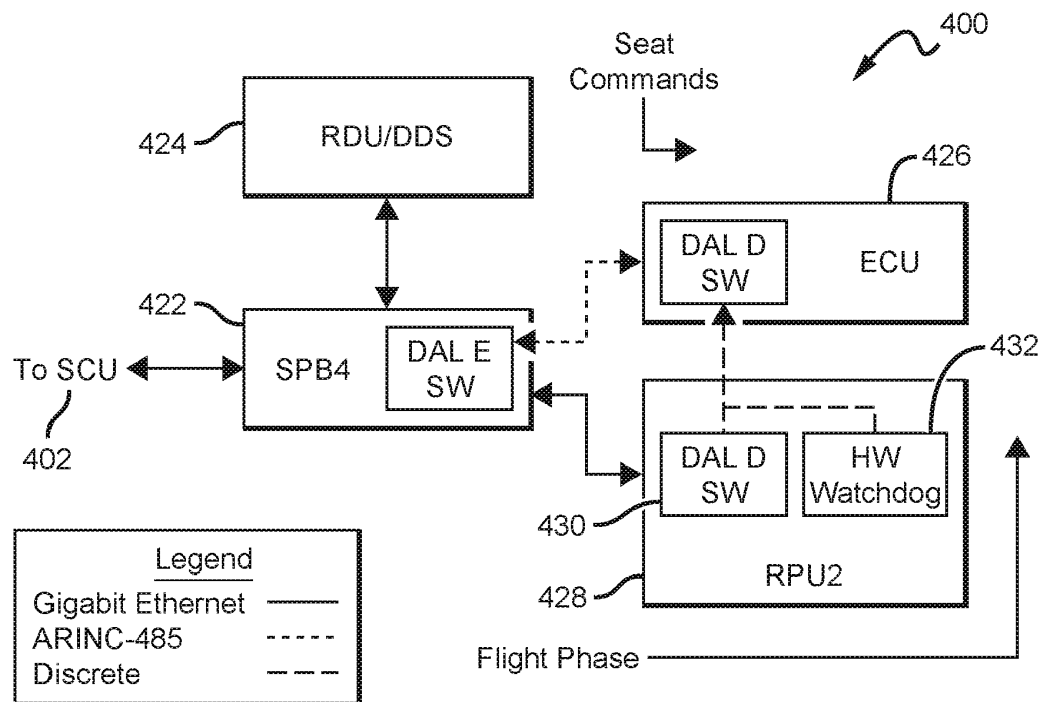 400
Seat
Commands
RDU/DDS
424
426
DAL D
SW
ECU
422
SPB4
DAL E
SW
To SCU
402
432
DAL D
SW
HW
Watchdog
430
RPU2
428
Legend
Gigabit Ethernet
ARINC-485
Discrete
Flight Phase